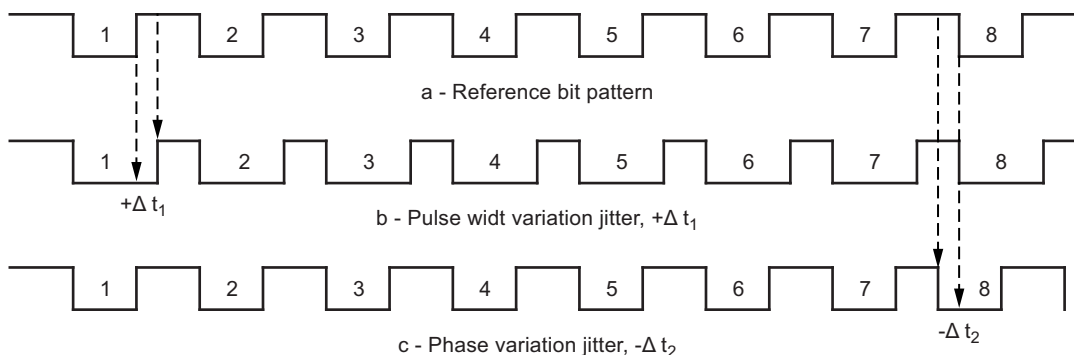 1 2 3 4 5 6 7 8
a - Reference bit pattern
1 2 3 4 5 6 7 8
+Δ t1
b - Pulse widt variation jitter, +Δ t1
1 2 3 4 5 6 7 8
-Δ t2
c - Phase variation jitter, -Δ t2